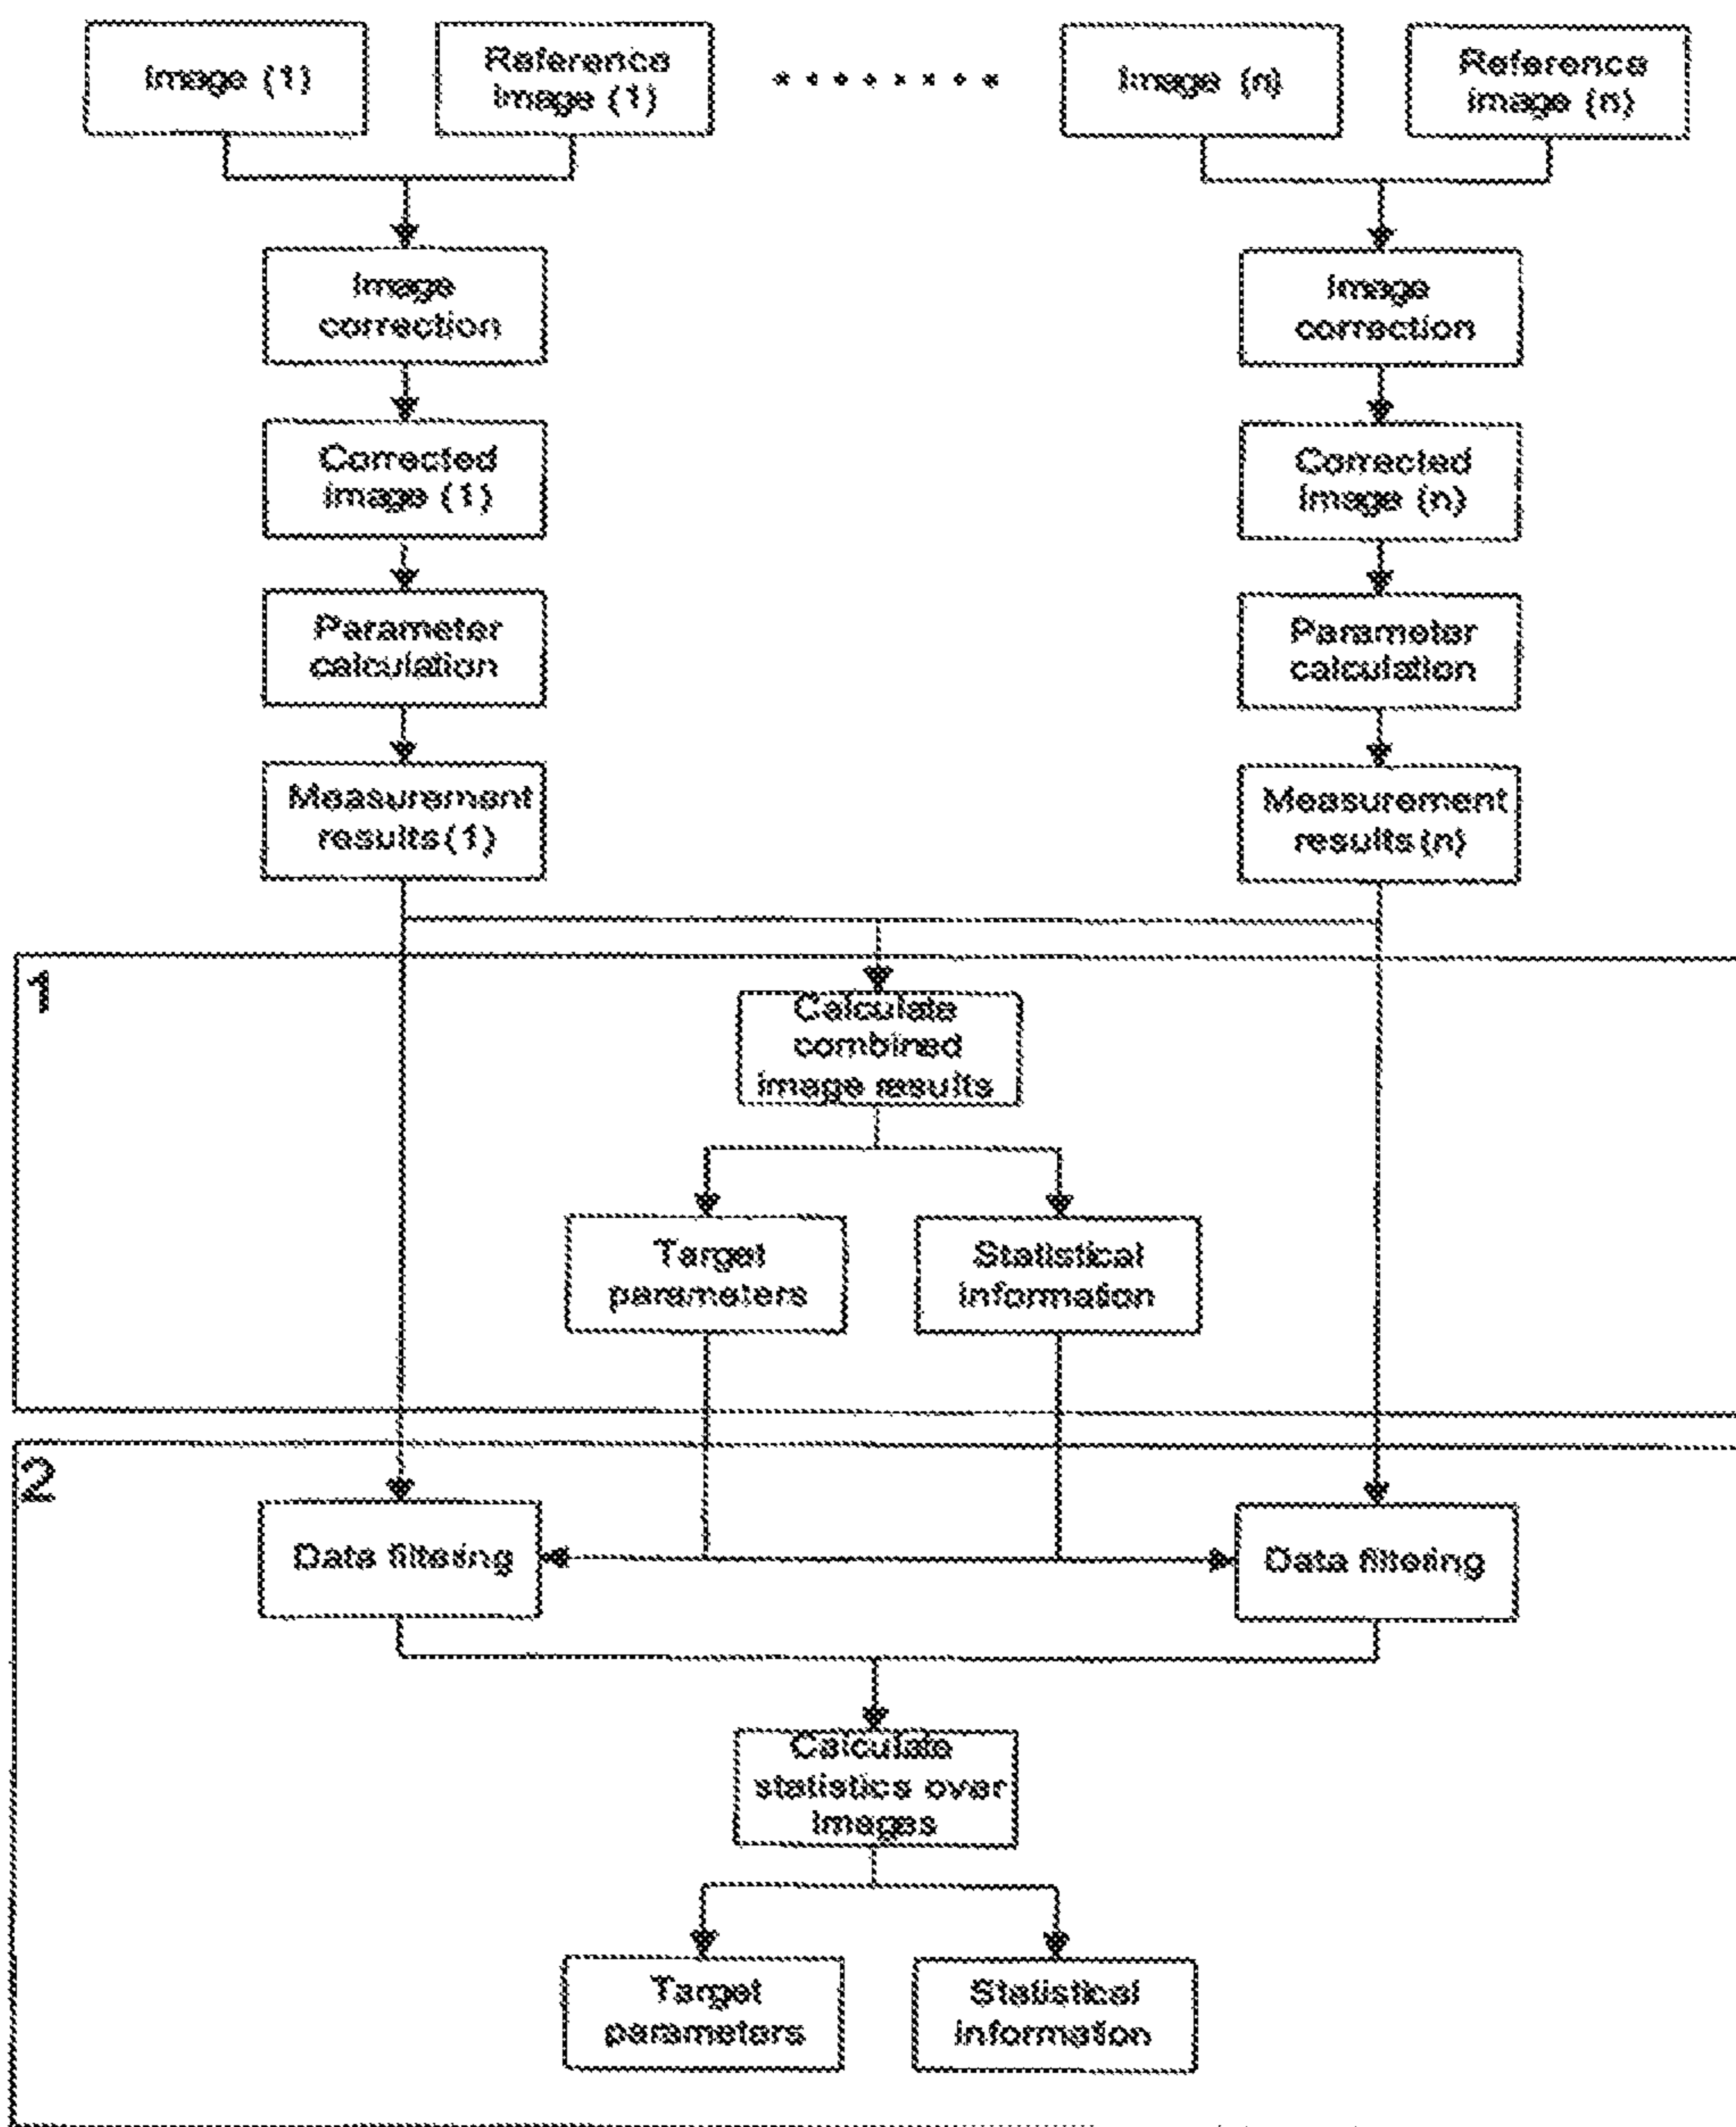 Image (1)
Reference
image (1)
Image (n)
Reference
image (n)
Image
correction
Image
correction
Corrected
image (1)
Corrected
image (n)
Parameter
calculation
Parameter
calculation
Measurement
results(1)
Measurement
results(n)
1
Calculate
combined
image results
Target
parameters
Statistical
information
2
Data filtering
Data filtering
Calculate
statistics over
images
Target
parameters
Statistical
information